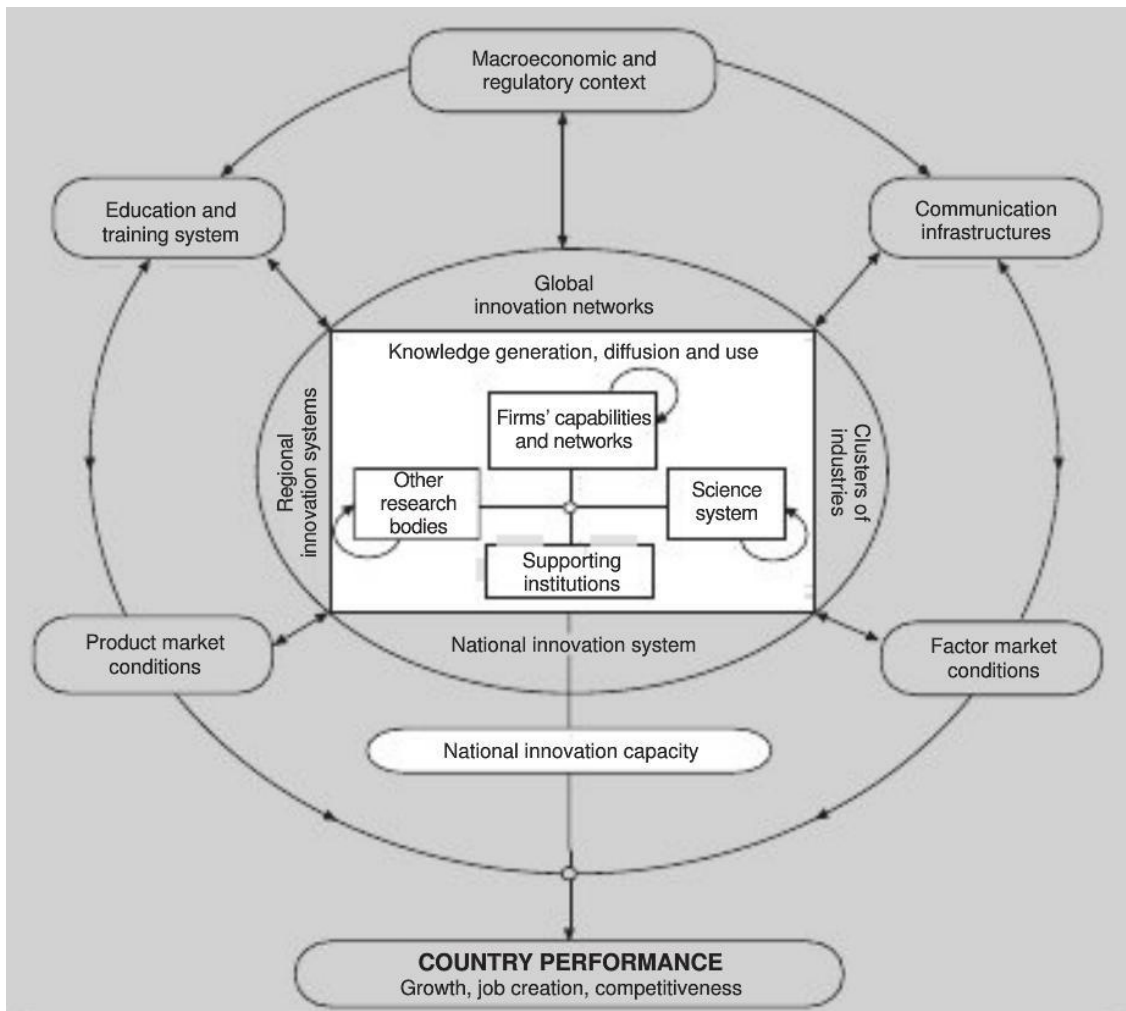 Macroeconomic and
regulatory context
Education and
training system
Communication
infrastructures
Global
innovation networks
Knowledge generation, diffusion and use
Regional
innovation systems
Firms' capabilities
and networks
Clusters of
industries
Other
research
bodies
Science
system
Supporting
institutions
Product market
conditions
National innovation system
Factor market
conditions
National innovation capacity
COUNTRY PERFORMANCE
Growth, job creation, competitiveness